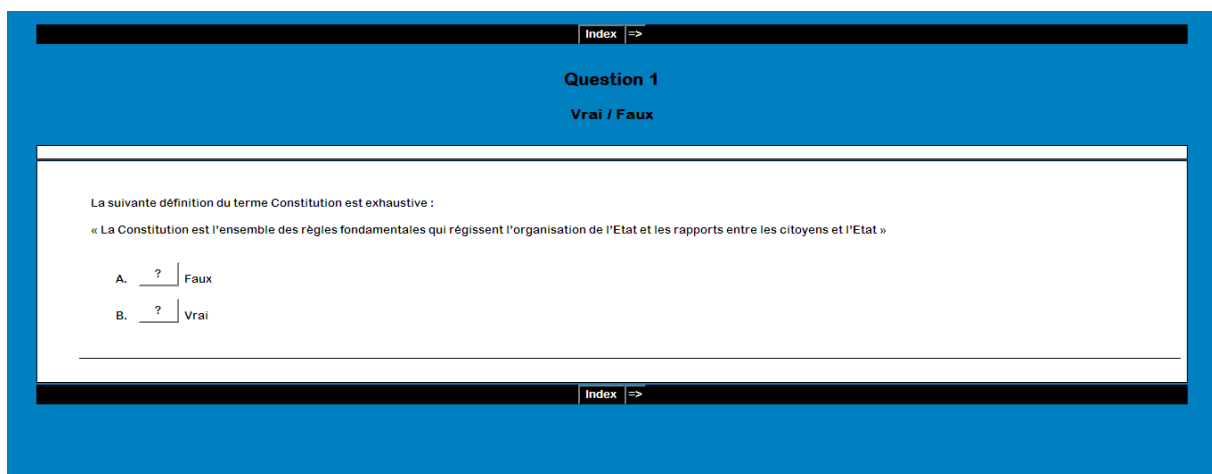 Index =>
Question 1
Vrai / Faux
La suivante définition du terme Constitution est exhaustive :
« La Constitution est l'ensemble des règles fondamentales qui régissent l'organisation de l'Etat et les rapports entre les citoyens et l'Etat »
A. ? Faux
B. ? Vrai
Index =>